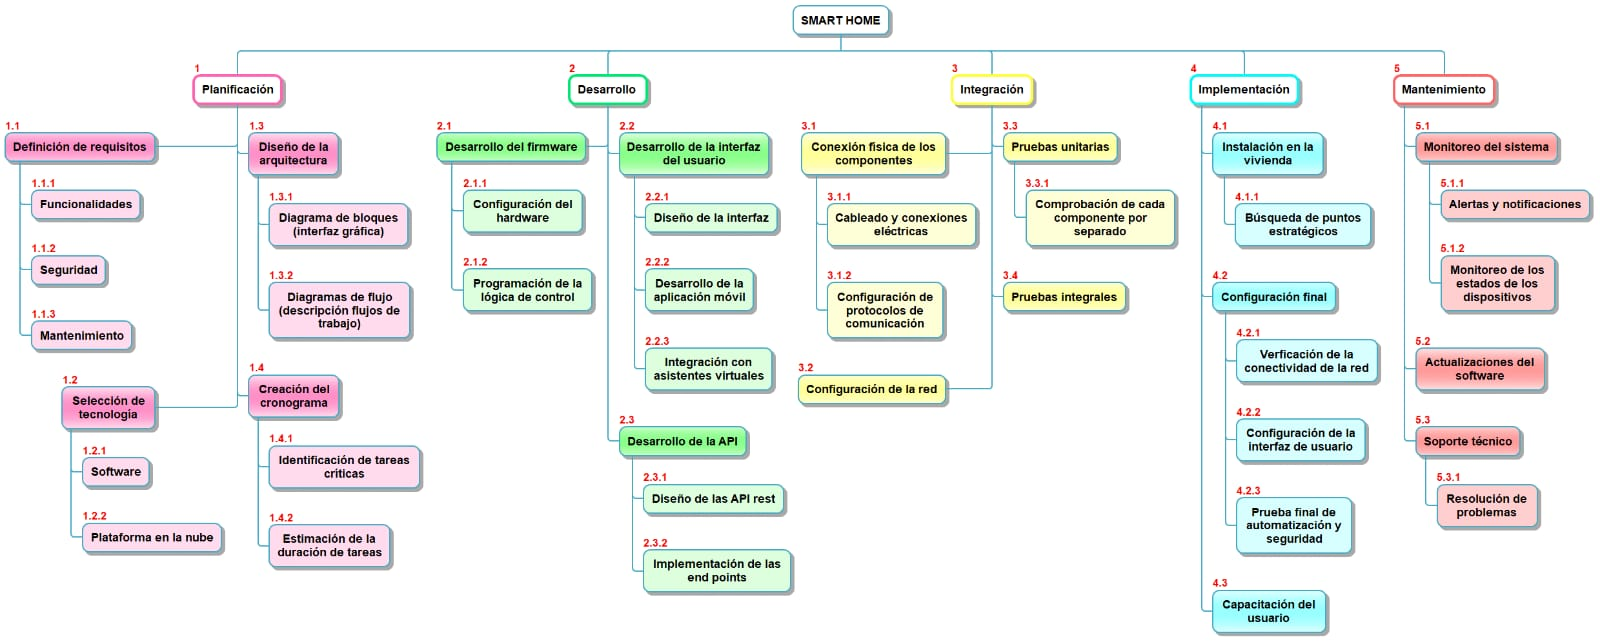 SMART HOME
1
Planificación
1.1
Definición de requisitos
1.1.1
Funcionalidades
1.1.2
Seguridad
1.1.3
Mantenimiento
1.2
Selección de
tecnología
1.2.1
Software
1.2.2
Plataforma en la nube
1.3
Diseño de la
arquitectura
1.3.1
Diagrama de bloques
(interfaz gráfica)
1.3.2
Diagramas de flujo
(descripción flujos de
trabajo)
1.4
Creación del
cronograma
1.4.1
Identificación de tareas
criticas
1.4.2
Estimación de la
duración de tareas
2
Desarrollo
2.1
Desarrollo del firmware
2.1.1
Configuración del
hardware
2.1.2
Programación de la
lógica de control
2.2
Desarrollo de la interfaz
del usuario
2.2.1
Diseño de la interfaz
2.2.2
Desarrollo de la
aplicación móvil
2.2.3
Integración con
asistentes virtuales
2.3
Desarrollo de la API
2.3.1
Diseño de las API rest
2.3.2
Implementación de las
end points
3
Integración
3.1
Conexión fisica de los
componentes
3.1.1
Cableado y conexiones
eléctricas
3.1.2
Configuración de
protocolos de
comunicación
3.2
Configuración de la red
3.3
Pruebas unitarias
3.3.1
Comprobación de cada
componente por
separado
3.4
Pruebas integrales
4
Implementación
4.1
Instalación en la
vivienda
4.1.1
Búsqueda de puntos
estratégicos
4.2
Configuración final
4.2.1
Verficación de la
conectividad de la red
4.2.2
Configuración de la
interfaz de usuario
4.2.3
Prueba final de
automatización y
seguridad
4.3
Capacitación del
usuario
5
Mantenimiento
5.1
Monitoreo del sistema
5.1.1
Alertas y notificaciones
5.1.2
Monitoreo de los
estados de los
dispositivos
5.2
Actualizaciones del
software
5.3
Soporte técnico
5.3.1
Resolución de
problemas